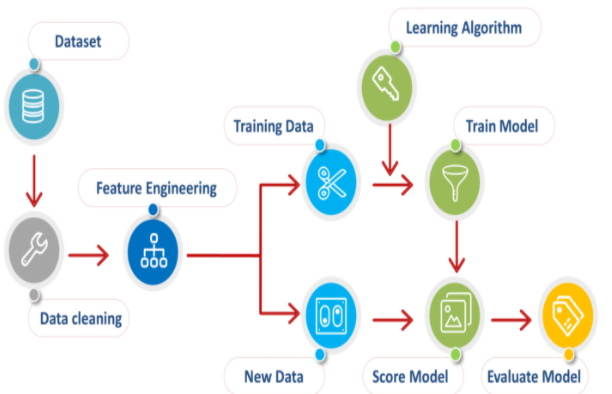 Dataset
Learning Algorithm
Training Data
Train Model
Feature Engineering
Data cleaning
New Data
Score Model
Evaluate Model